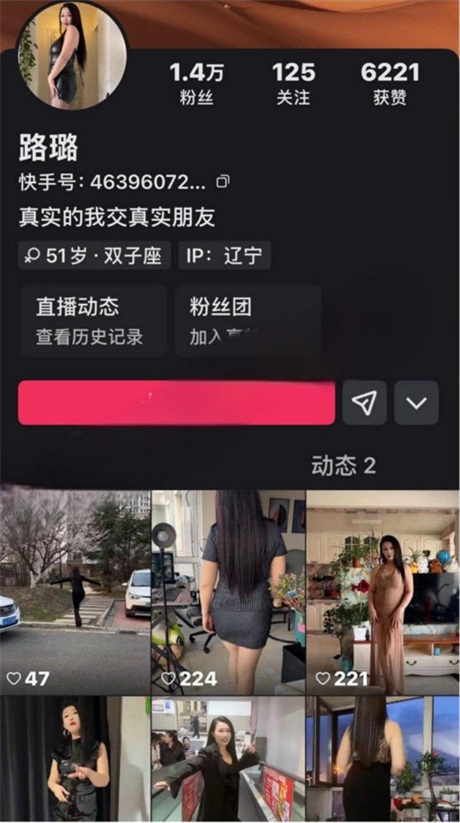 1.4万 125 6221
粉丝 关注 获赞
路璐
快手号: 46396072...
真实的我交真实朋友
51岁·双子座 IP: 辽宁
直播动态 粉丝团
查看历史记录 加入
动态 2
47 224 221